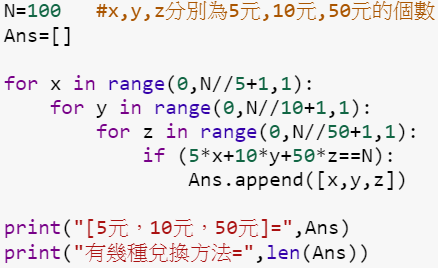 N=100   #x,y,z分別為5元,10元,50元的個數
Ans=[]
for x in range(0,N//5+1,1):
    for y in range(0,N//10+1,1):
        for z in range(0,N//50+1,1):
            if (5*x+10*y+50*z==N):
                Ans.append([x,y,z])
print("[5元，10元，50元]=",Ans)
print("有幾種兌換方法=",len(Ans))